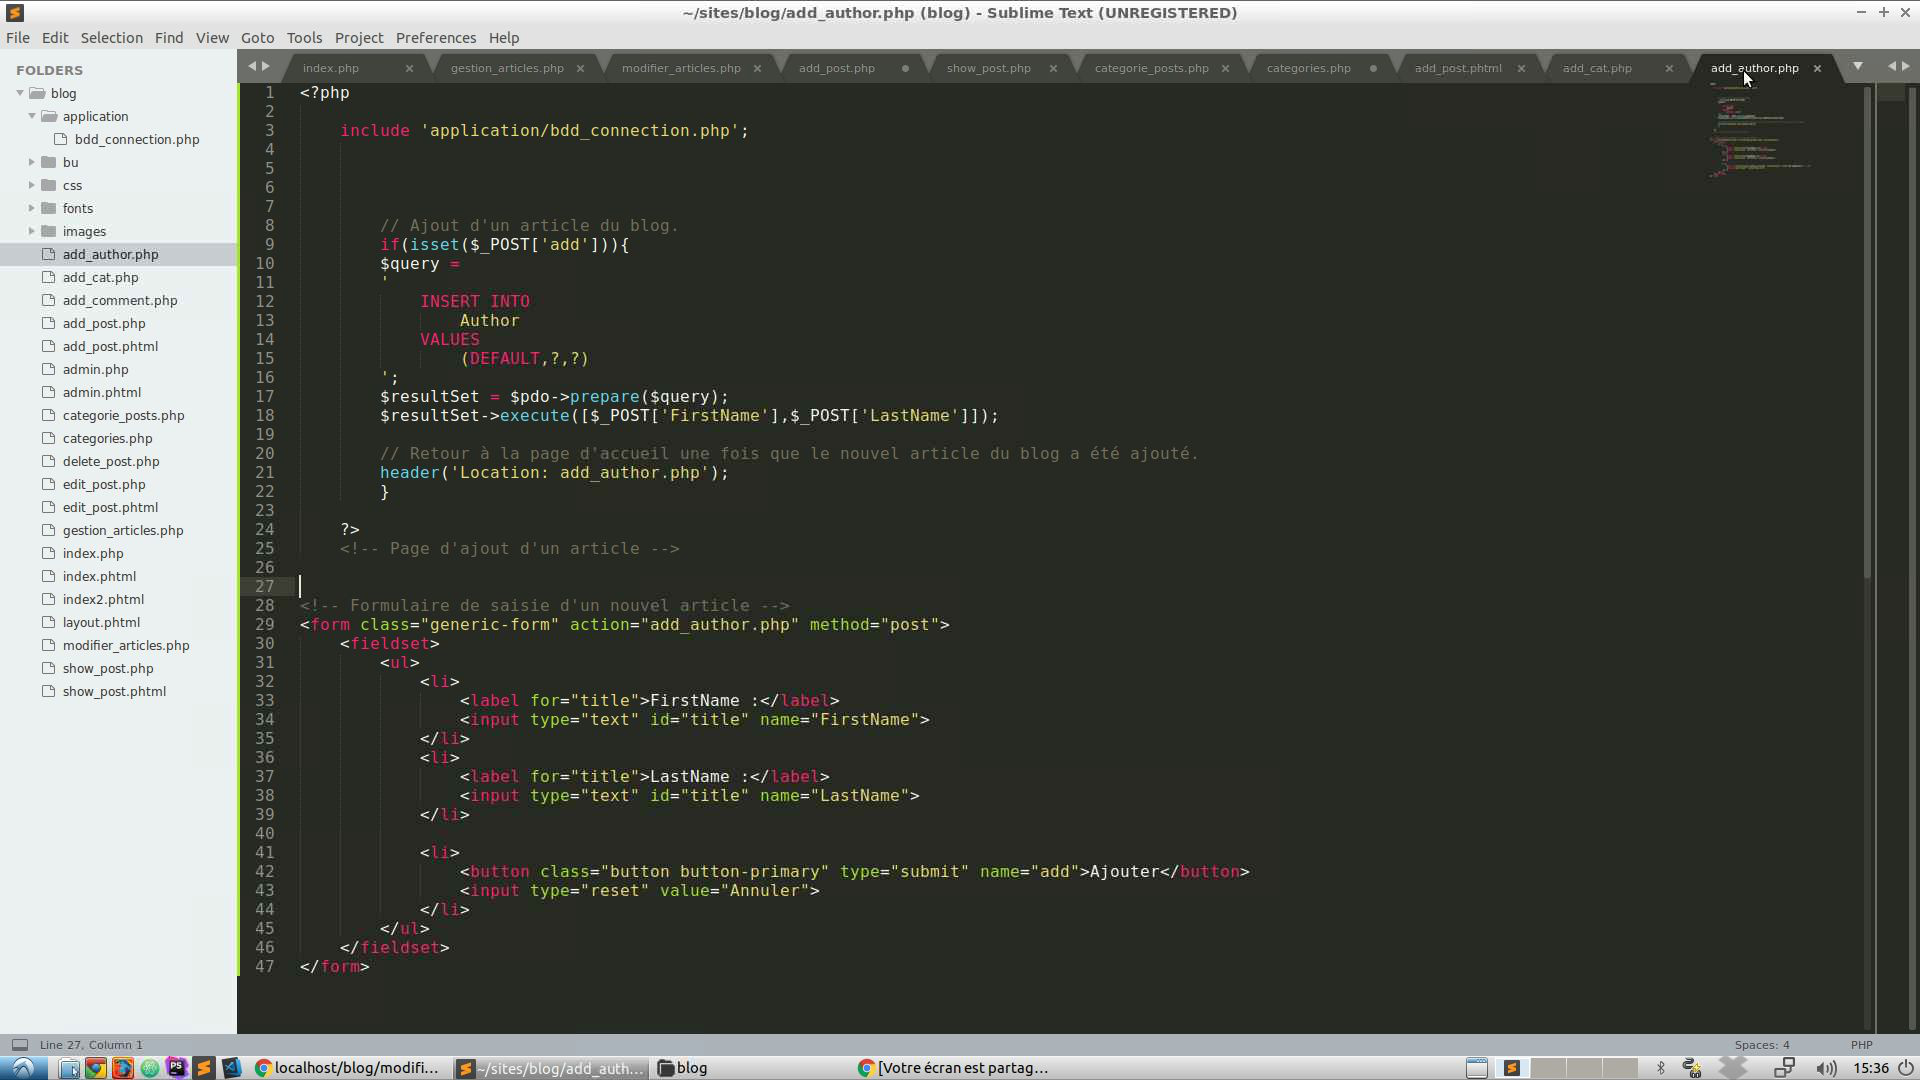 ~/sites/blog/add_author.php (blog) - Sublime Text (UNREGISTERED)
File Edit Selection Find View Goto Tools Project Preferences Help
index.php gestion_articles.php modifier_articles.php add_post.php show_post.php categorie_posts.php categories.php add_post.phtml add_cat.php add_author.php
FOLDERS
blog
application
bdd_connection.php
bu
css
fonts
images
add_author.php
add_cat.php
add_comment.php
add_post.php
add_post.phtml
admin.php
admin.phtml
categorie_posts.php
categories.php
delete_post.php
edit_post.php
edit_post.phtml
gestion_articles.php
index.php
index.phtml
index2.phtml
layout.phtml
modifier_articles.php
show_post.php
show_post.phtml
1 <?php
2
3 include 'application/bdd_connection.php';
4
5
6
7
8 // Ajout d'un article du blog.
9 if(isset($_POST['add'])){
10 $query =
11 '
12 INSERT INTO
13 Author
14 VALUES
15 (DEFAULT,?,?)
16 ';
17 $resultSet = $pdo->prepare($query);
18 $resultSet->execute([$_POST['FirstName'],$_POST['LastName']]);
19
20 // Retour à la page d'accueil une fois que le nouvel article du blog a été ajouté.
21 header('Location: add_author.php');
22 }
23
24 ?>
25 <!-- Page d'ajout d'un article -->
26
27
28 <!-- Formulaire de saisie d'un nouvel article -->
29 <form class="generic-form" action="add_author.php" method="post">
30 <fieldset>
31 <ul>
32 <li>
33 <label for="title">FirstName :</label>
34 <input type="text" id="title" name="FirstName">
35 </li>
36 <li>
37 <label for="title">LastName :</label>
38 <input type="text" id="title" name="LastName">
39 </li>
40
41 <li>
42 <button class="button button-primary" type="submit" name="add">Ajouter</button>
43 <input type="reset" value="Annuler">
44 </li>
45 </ul>
46 </fieldset>
47 </form>
Line 27, Column 1 Spaces: 4 PHP
localhost/blog/modifi... ~/sites/blog/add_auth... blog [Votre écran est partag... 15:36